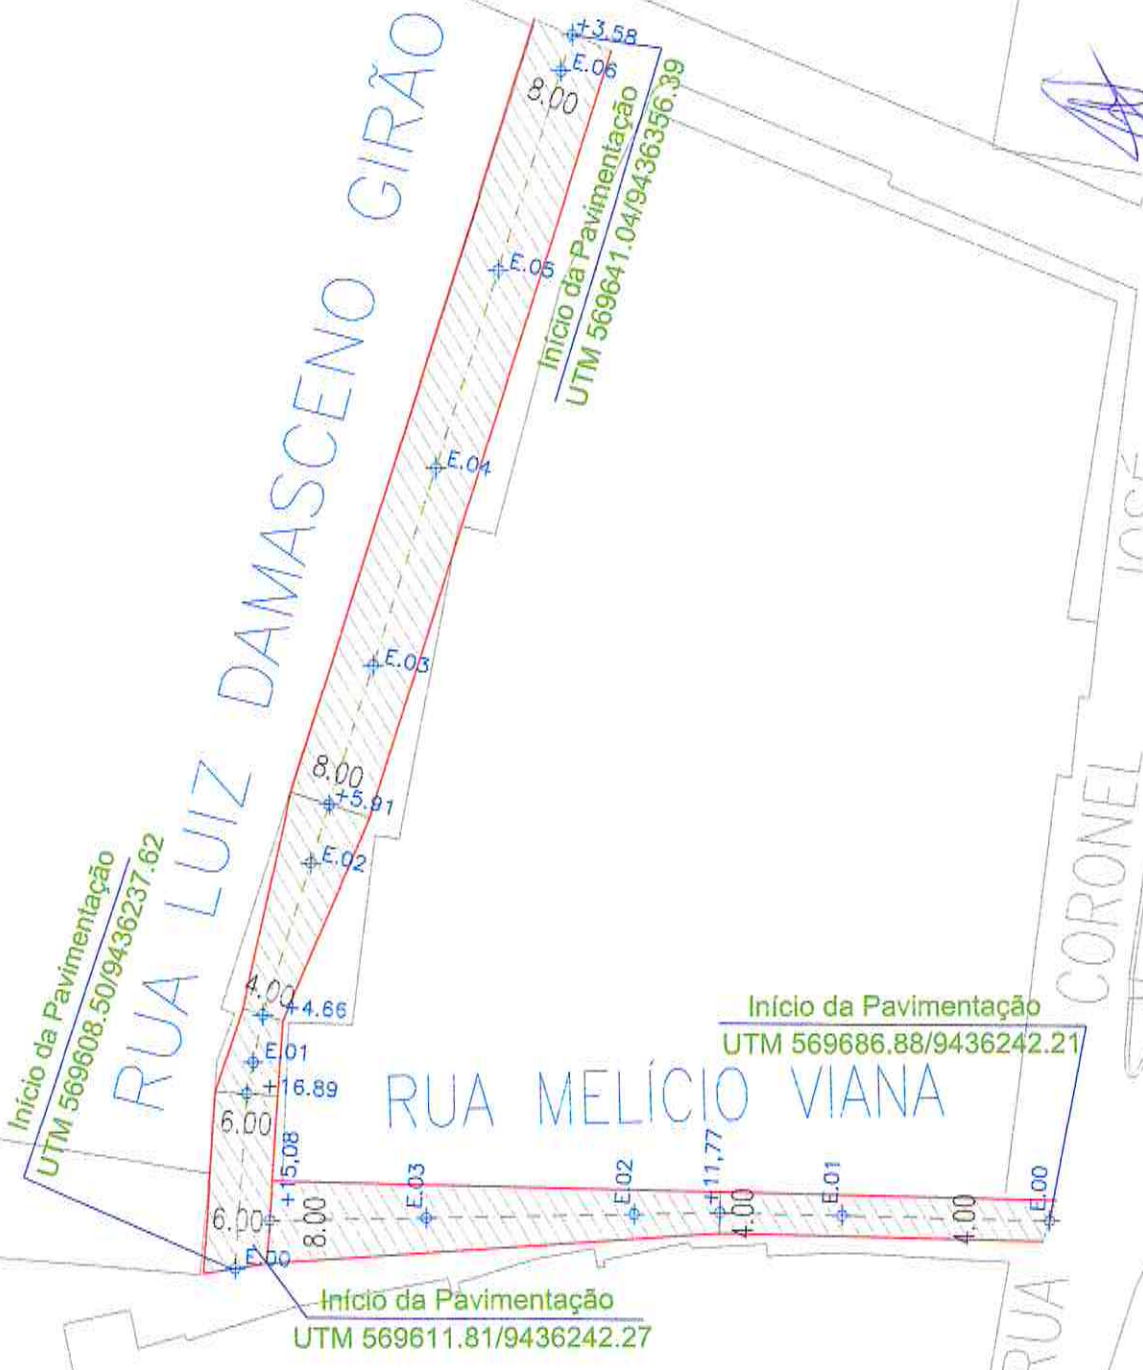 +3.58
E.06
8.00
Início da Pavimentação
UTM 569641.04/9436356.39
RUA LUIZ DAMASCENO GIRÃO
E.05
E.04
E.03
8.00
+5.91
E.02
Início da Pavimentação
UTM 569608.50/9436237.62
4.00
+4.66
E.01
+16.89
6.00
+15,08
6.00
8.00
E.00
RUA MELÍCIO VIANA
Início da Pavimentação
UTM 569686.88/9436242.21
E.03
E.02
+11,77
4.00
E.01
4.00
E.00
Início da Pavimentação
UTM 569611.81/9436242.27
RUA CORONEL